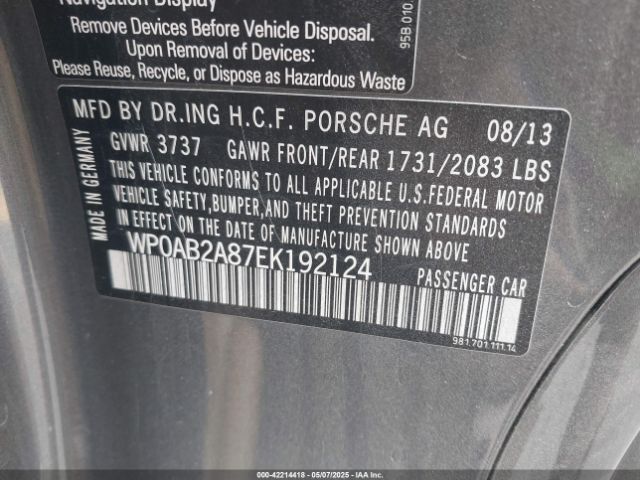 Navigation Display
Remove Devices Before Vehicle Disposal.
Upon Removal of Devices:
Please Reuse, Recycle, or Dispose as Hazardous Waste
95B.010.
MADE IN GERMANY
MFD BY DR.ING H.C.F. PORSCHE AG 08/13
GVWR 3737 GAWR FRONT/REAR 1731/2083 LBS
THIS VEHICLE CONFORMS TO ALL APPLICABLE U.S.FEDERAL MOTOR
VEHICLE SAFETY,BUMPER,AND THEFT PREVENTION STANDARDS
IN EFFECT ON THE DATE OF MANUFACTURE SHOWN ABOVE
WP0AB2A87EK192124 PASSENGER CAR
981.701.111.14
000-42214418 - 05/07/2025 - IAAI.CA